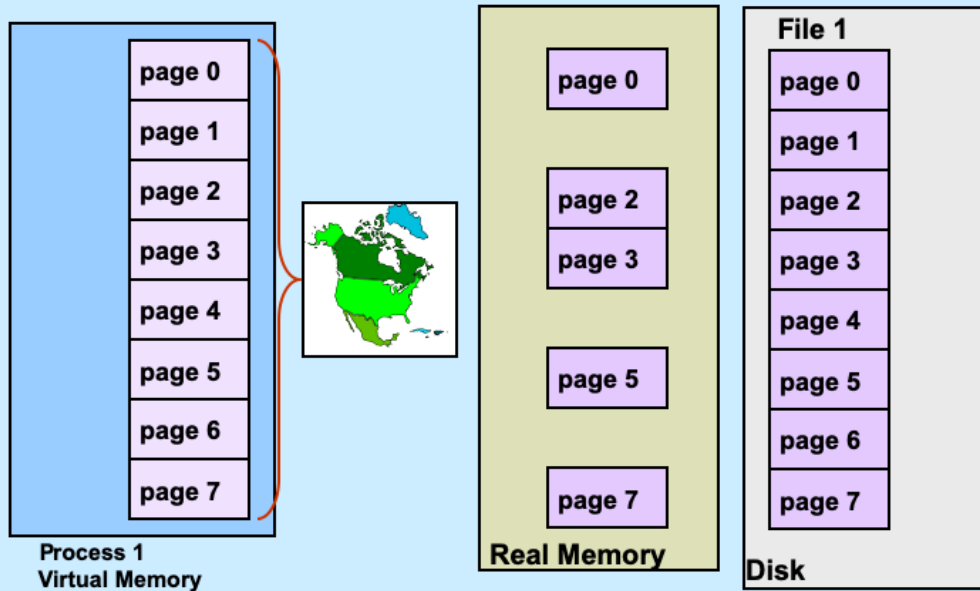 page 0
page 1
page 2
page 3
page 4
page 5
page 6
page 7
Process 1
Virtual Memory
page 0
page 2
page 3
page 5
page 7
Real Memory
File 1
page 0
page 1
page 2
page 3
page 4
page 5
page 6
page 7
Disk